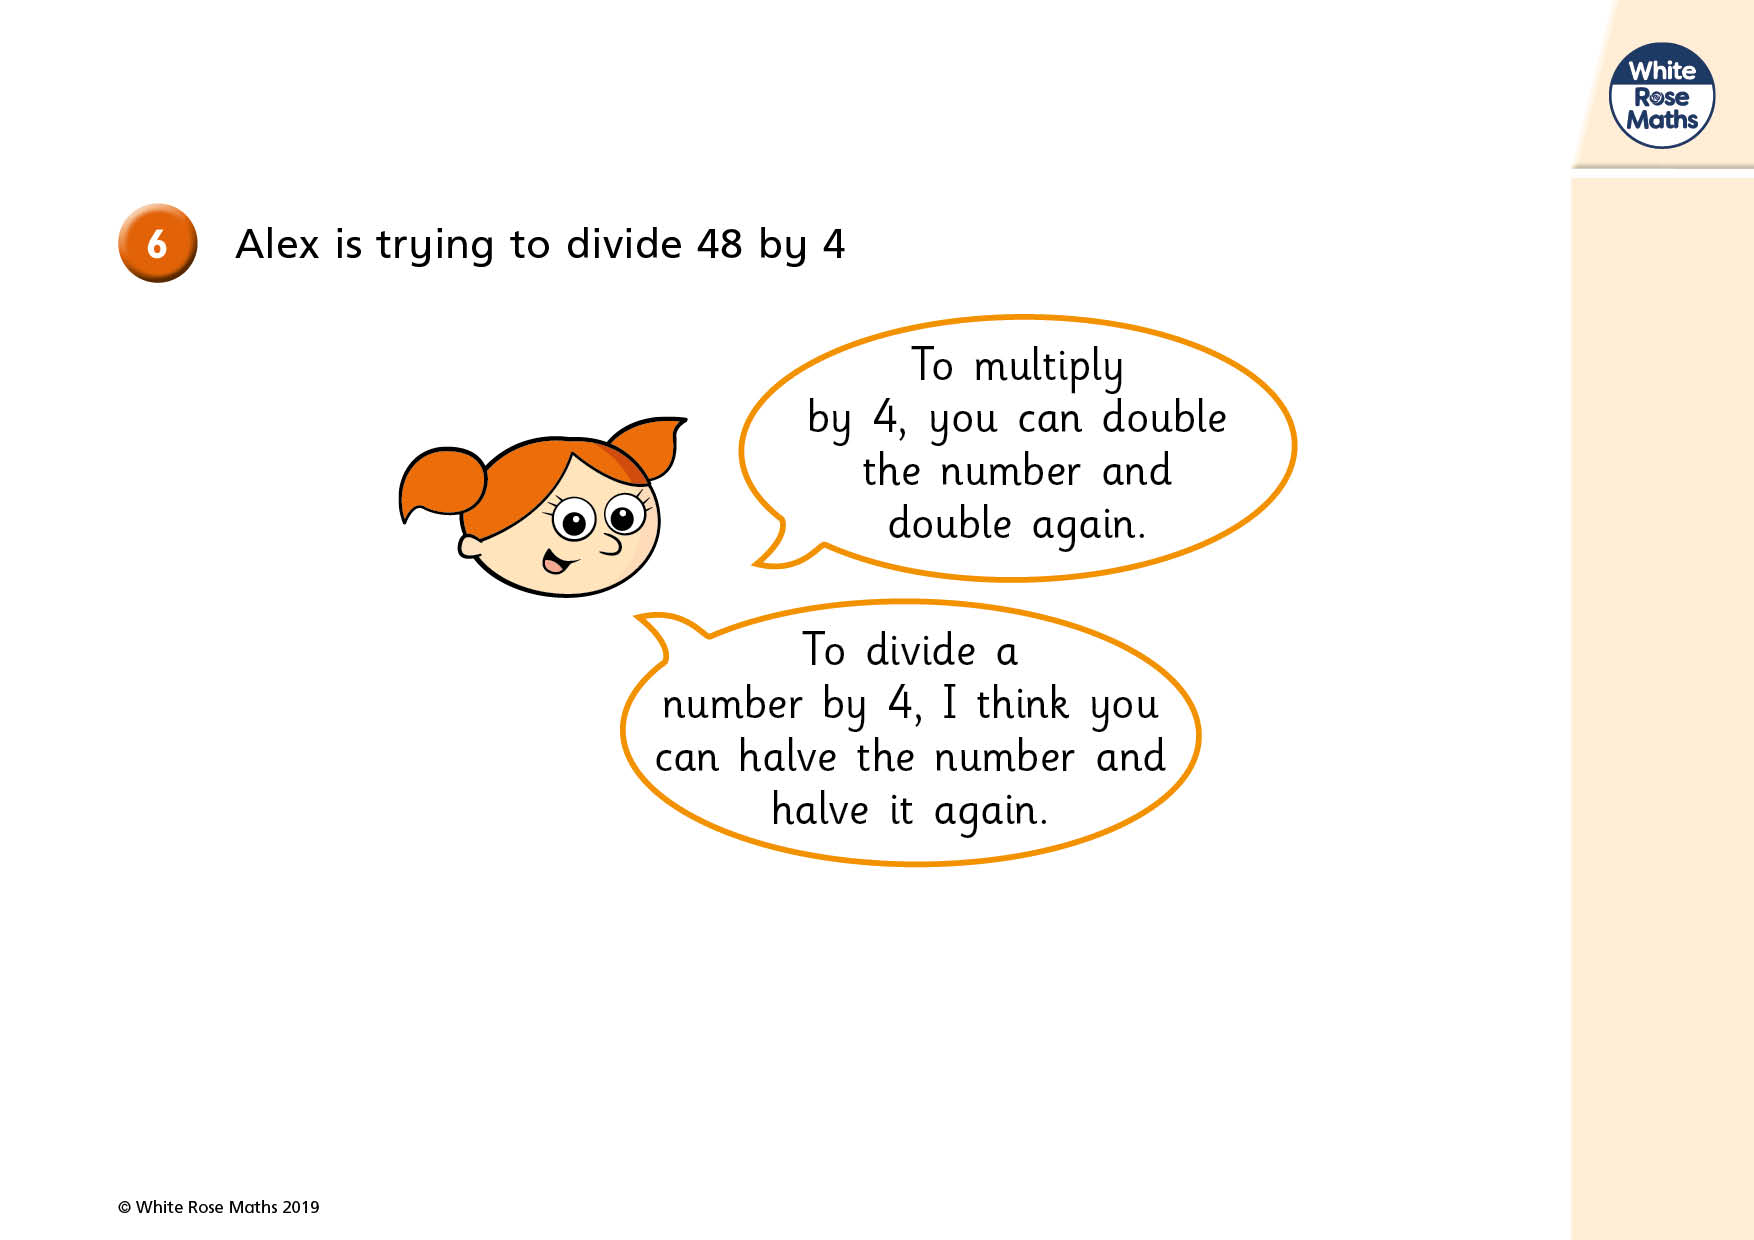 White
Rose
Maths
6 Alex is trying to divide 48 by 4
To multiply
by 4, you can double
the number and
double again.
To divide a
number by 4, I think you
can halve the number and
halve it again.
© White Rose Maths 2019